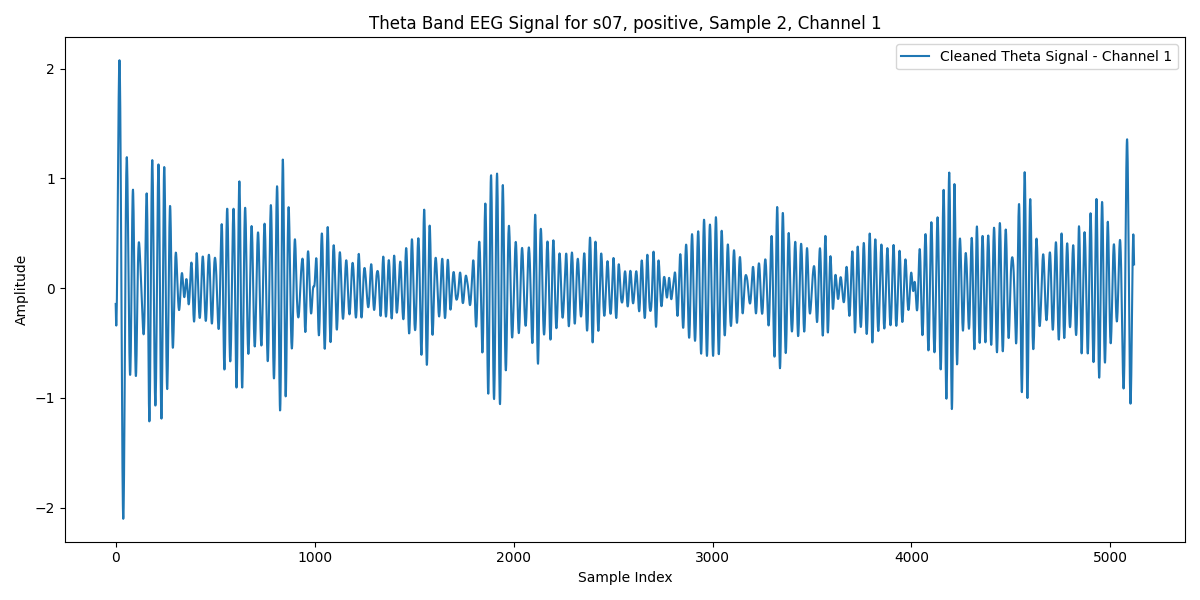 Theta Band EEG Signal for s07, positive, Sample 2, Channel 1
Cleaned Theta Signal - Channel 1
Amplitude
2
1
0
−1
−2
0 1000 2000 3000 4000 5000
Sample Index